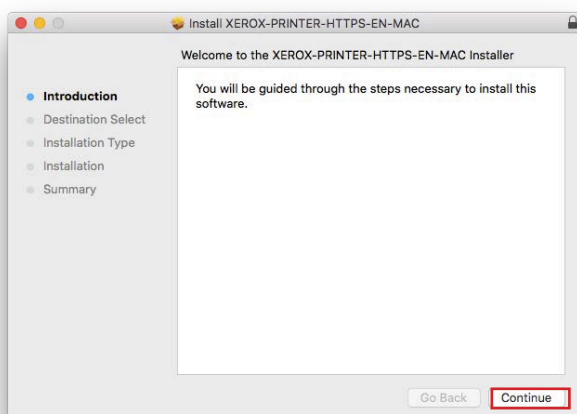 Install XEROX-PRINTER-HTTPS-EN-MAC
Welcome to the XEROX-PRINTER-HTTPS-EN-MAC Installer
Introduction
Destination Select
Installation Type
Installation
Summary
You will be guided through the steps necessary to install this
software.
Go Back
Continue